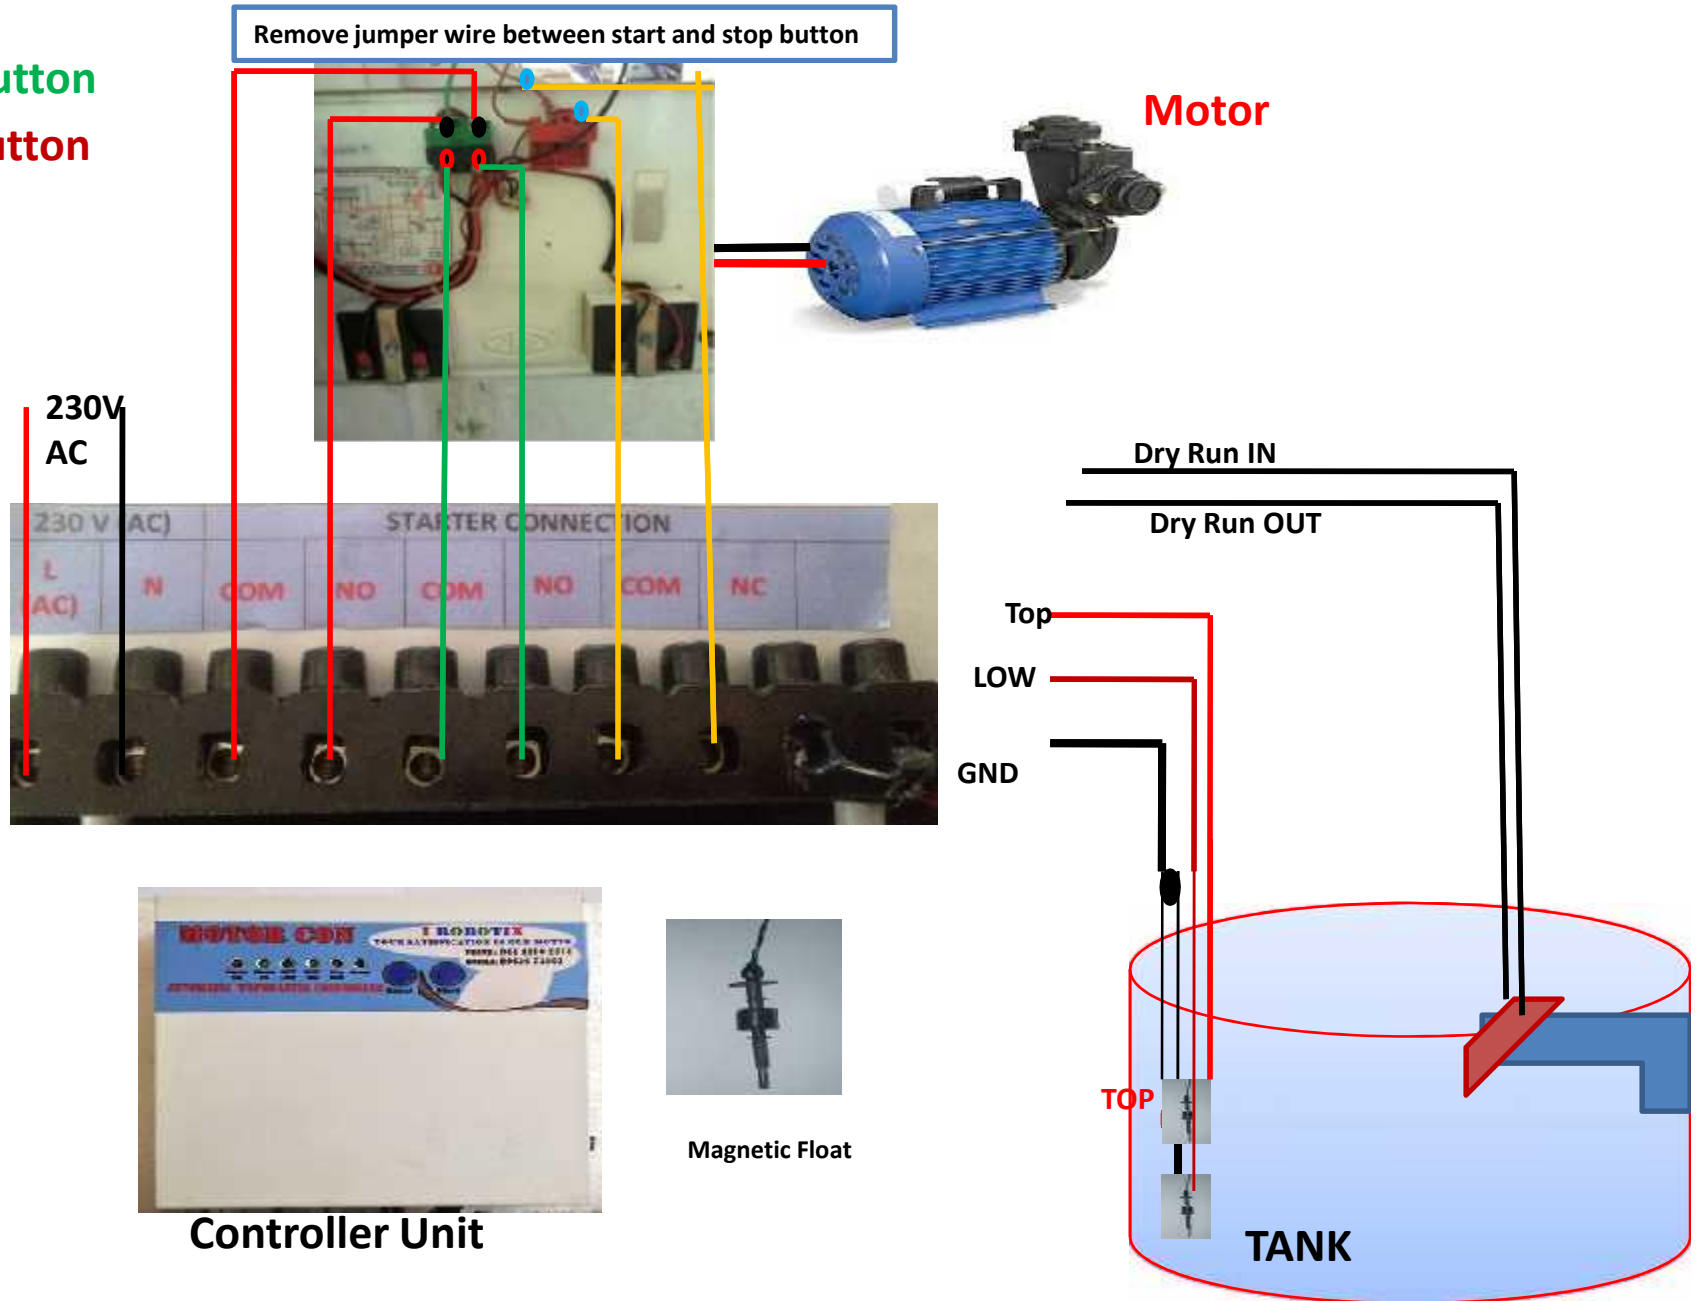 Remove jumper wire between start and stop button
utton
utton
Motor
230V
AC
230 V (AC)
STARTER CONNECTION
L
(AC)
N
COM
NO
COM
NO
COM
NC
Dry Run IN
Dry Run OUT
Top
LOW
GND
MOTOR CON
I ROBOTIX
TOP
Magnetic Float
Controller Unit
TANK